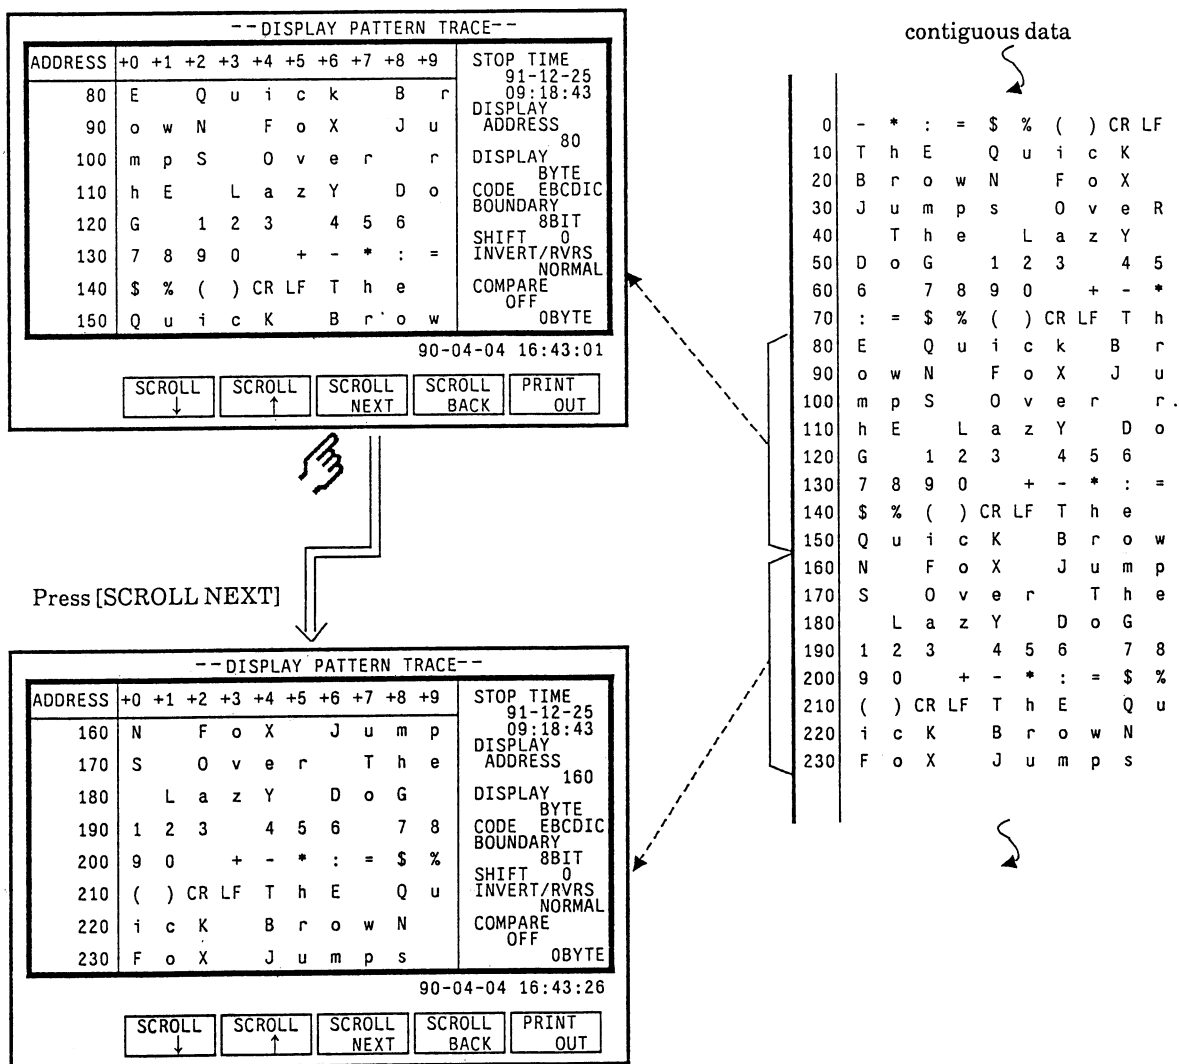 --DISPLAY PATTERN TRACE--
ADDRESS +0 +1 +2 +3 +4 +5 +6 +7 +8 +9
80 E   Q u i c k   B r
90 o w N   F o X   J u
100 m p S   O v e r   r
110 h E   L a z Y   D o
120 G   1 2 3   4 5 6
130 7 8 9 0   + - * : =
140 $ % ( ) CR LF T h e
150 Q u i c K   B r o w
STOP TIME
91-12-25
09:18:43
DISPLAY
ADDRESS
80
DISPLAY
BYTE
CODE EBCDIC
BOUNDARY
8BIT
SHIFT 0
INVERT/RVRS
NORMAL
COMPARE
OFF
0BYTE
90-04-04 16:43:01
SCROLL ↓
SCROLL ↑
SCROLL NEXT
SCROLL BACK
PRINT OUT
Press [SCROLL NEXT]
--DISPLAY PATTERN TRACE--
ADDRESS +0 +1 +2 +3 +4 +5 +6 +7 +8 +9
160 N   F o X   J u m p
170 S   O v e r   T h e
180   L a z Y   D o G
190 1 2 3   4 5 6   7 8
200 9 0   + - * : = $ %
210 ( ) CR LF T h E   Q u
220 i c K   B r o w N
230 F o X   J u m p s
STOP TIME
91-12-25
09:18:43
DISPLAY
ADDRESS
160
DISPLAY
BYTE
CODE EBCDIC
BOUNDARY
8BIT
SHIFT 0
INVERT/RVRS
NORMAL
COMPARE
OFF
0BYTE
90-04-04 16:43:26
SCROLL ↓
SCROLL ↑
SCROLL NEXT
SCROLL BACK
PRINT OUT
contiguous data
0 - * : = $ % ( ) CR LF
10 T h E   Q u i c K
20 B r o w N   F o X
30 J u m p s   O v e R
40   T h e   L a z Y
50 D o G   1 2 3   4 5
60 6   7 8 9 0   + - *
70 : = $ % ( ) CR LF T h
80 E   Q u i c k   B r
90 o w N   F o X   J u
100 m p S   O v e r   r.
110 h E   L a z Y   D o
120 G   1 2 3   4 5 6
130 7 8 9 0   + - * : =
140 $ % ( ) CR LF T h e
150 Q u i c K   B r o w
160 N   F o X   J u m p
170 S   O v e r   T h e
180   L a z Y   D o G
190 1 2 3   4 5 6   7 8
200 9 0   + - * : = $ %
210 ( ) CR LF T h E   Q u
220 i c K   B r o w N
230 F o X   J u m p s